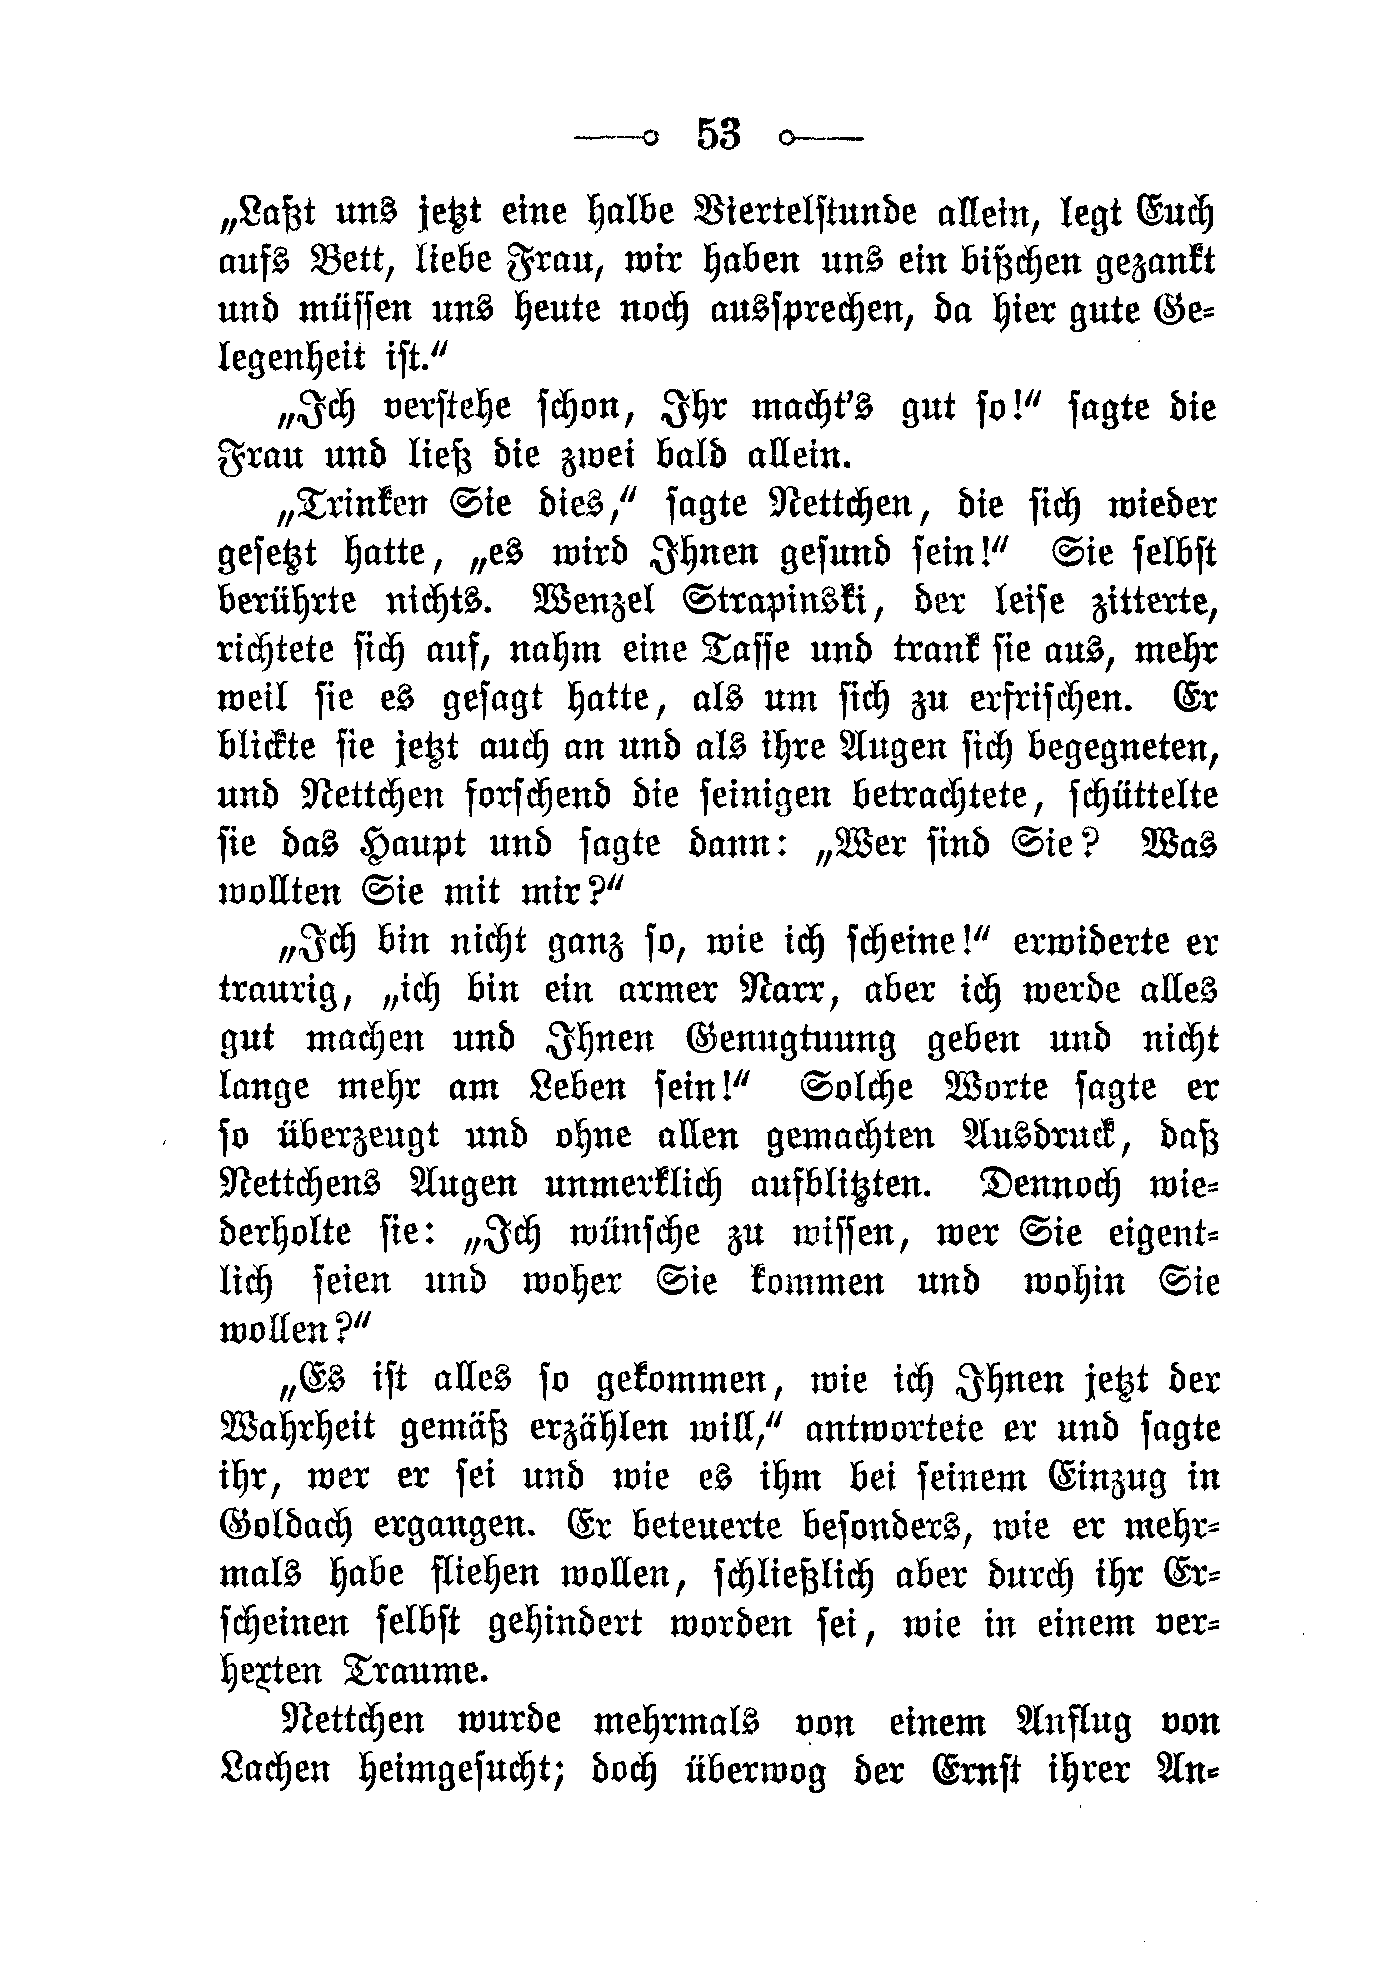 53
„Laßt uns jetzt eine halbe Viertelstunde allein, legt Euch
aufs Bett, liebe Frau, wir haben uns ein bißchen gezankt
und müssen uns heute noch aussprechen, da hier gute Ge-
legenheit ist.“
„Ich verstehe schon, Ihr macht's gut so!“ sagte die
Frau und ließ die zwei bald allein.
„Trinken Sie dies,“ sagte Nettchen, die sich wieder
gesetzt hatte, „es wird Ihnen gesund sein!“ Sie selbst
berührte nichts. Wenzel Strapinski, der leise zitterte,
richtete sich auf, nahm eine Tasse und trank sie aus, mehr
weil sie es gesagt hatte, als um sich zu erfrischen. Er
blickte sie jetzt auch an und als ihre Augen sich begegneten,
und Nettchen forschend die seinigen betrachtete, schüttelte
sie das Haupt und sagte dann: „Wer sind Sie? Was
wollten Sie mit mir?“
„Ich bin nicht ganz so, wie ich scheine!“ erwiderte er
traurig, „ich bin ein armer Narr, aber ich werde alles
gut machen und Ihnen Genugtuung geben und nicht
lange mehr am Leben sein!“ Solche Worte sagte er
so überzeugt und ohne allen gemachten Ausdruck, daß
Nettchens Augen unmerklich aufblitzten. Dennoch wie-
derholte sie: „Ich wünsche zu wissen, wer Sie eigent-
lich seien und woher Sie kommen und wohin Sie
wollen?“
„Es ist alles so gekommen, wie ich Ihnen jetzt der
Wahrheit gemäß erzählen will,“ antwortete er und sagte
ihr, wer er sei und wie es ihm bei seinem Einzug in
Goldach ergangen. Er beteuerte besonders, wie er mehr-
mals habe fliehen wollen, schließlich aber durch ihr Er-
scheinen selbst gehindert worden sei, wie in einem ver-
hexten Traume.
Nettchen wurde mehrmals von einem Anflug von
Lachen heimgesucht; doch überwog der Ernst ihrer An-